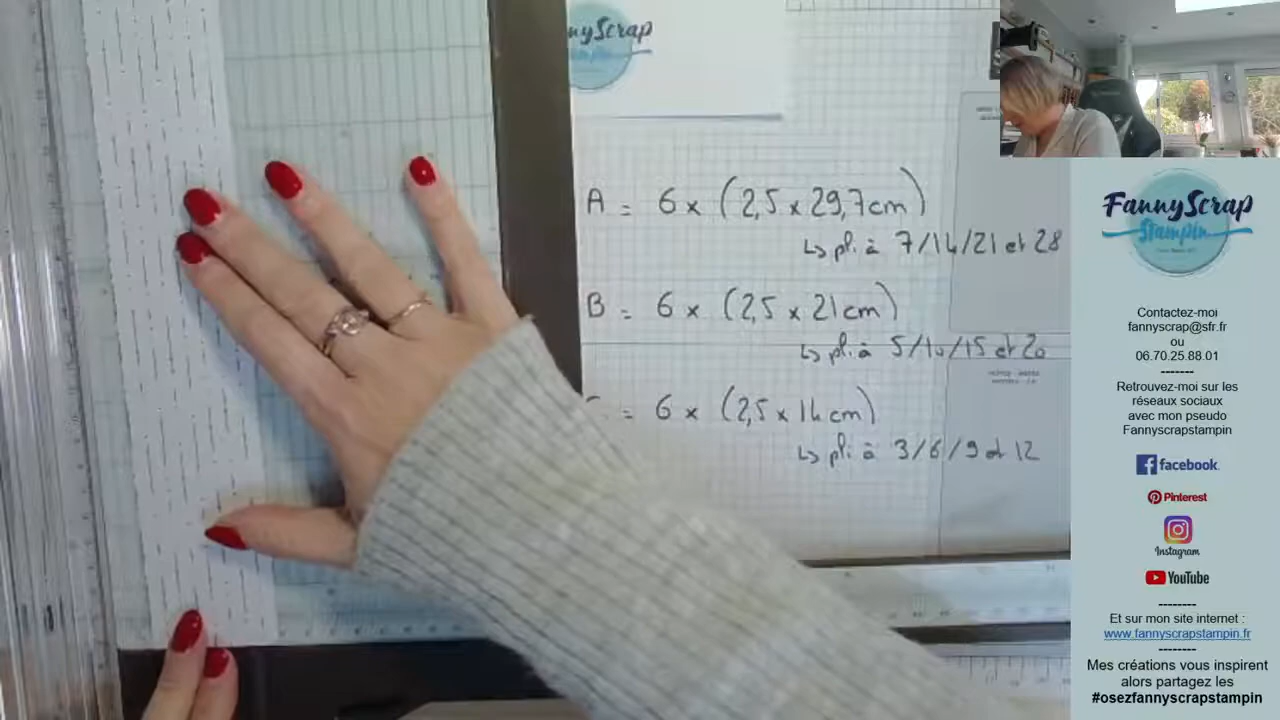 nyScrap
A = 6 x (2,5 x 29,7cm)
↳ pli à 7/14/21 et 28
B = 6 x (2,5 x 21cm)
↳ pli à 5/10/15 et 20
= 6 x (2,5 x 14cm)
↳ pli à 3/6/9 et 12
FannyScrap
Stampin
Contactez-moi
fannyscrap@sfr.fr
ou
06.70.25.88.01
-------
Retrouvez-moi sur les
réseaux sociaux
avec mon pseudo
Fannyscrapstampin
facebook.
Pinterest
Instagram
YouTube
--------
Et sur mon site internet :
www.fannyscrapstampin.fr
-------
Mes créations vous inspirent
alors partagez les
#osezfannyscrapstampin